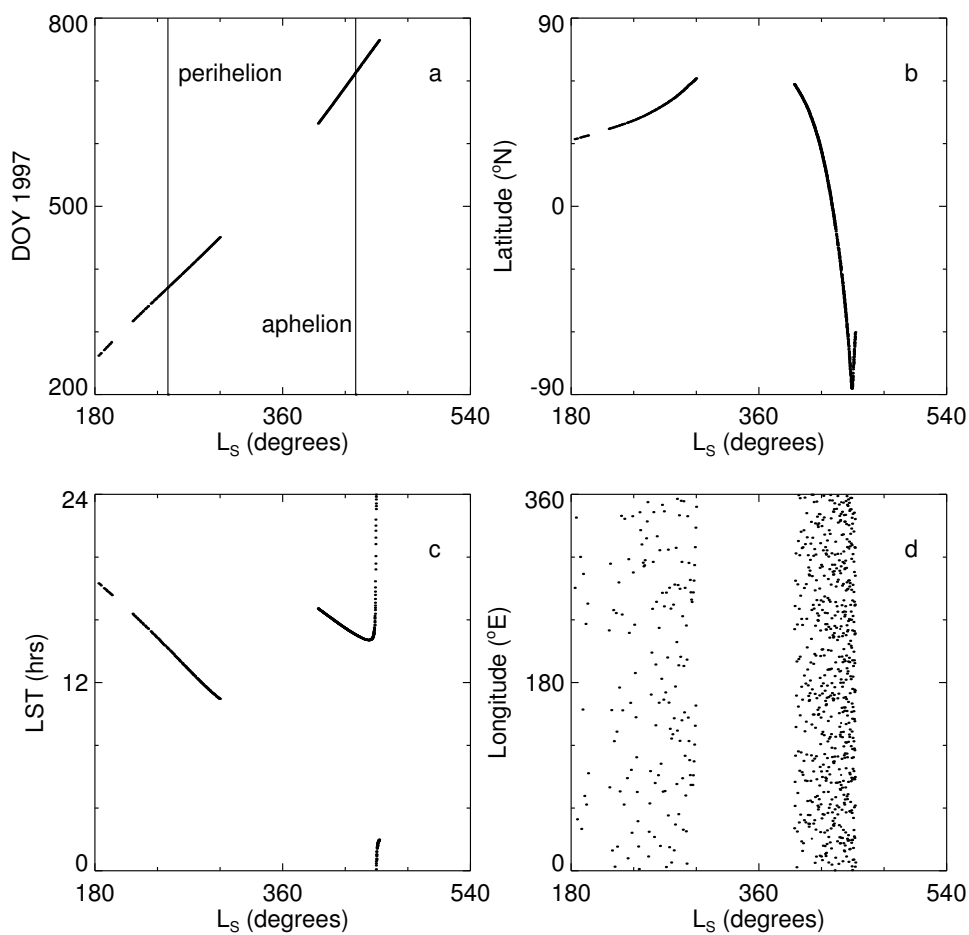 800
500
200
DOY 1997
perihelion
aphelion
a
180 360 540
L_S (degrees)
90
0
-90
Latitude (°N)
b
180 360 540
L_S (degrees)
24
12
0
LST (hrs)
c
180 360 540
L_S (degrees)
360
180
0
Longitude (°E)
d
180 360 540
L_S (degrees)